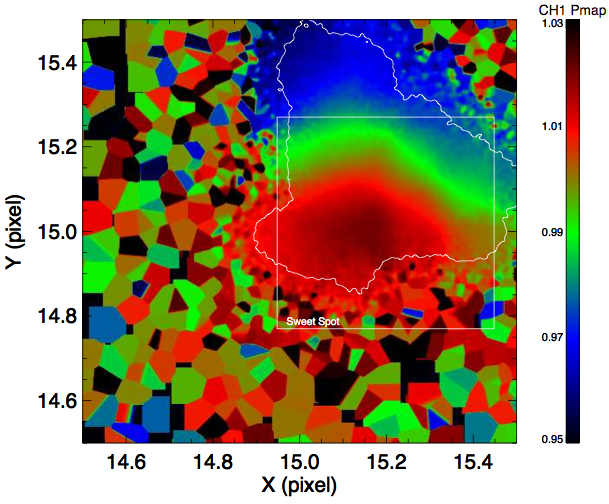 CH1 Pmap
1.03
15.4
1.01
15.2
Y (pixel)
15.0
0.99
14.8
Sweet Spot
0.97
14.6
0.95
14.6 14.8 15.0 15.2 15.4
X (pixel)